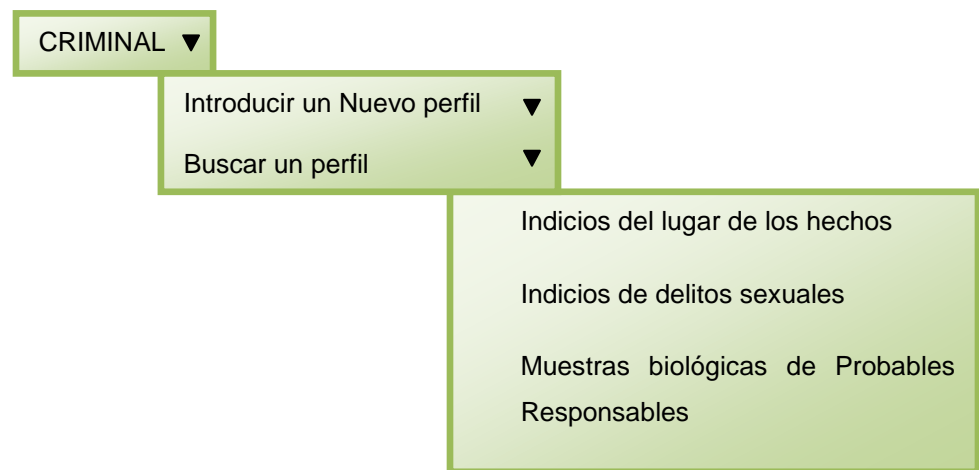 CRIMINAL ▼
Introducir un Nuevo perfil ▼
Buscar un perfil ▼
Indicios del lugar de los hechos
Indicios de delitos sexuales
Muestras biológicas de Probables
Responsables